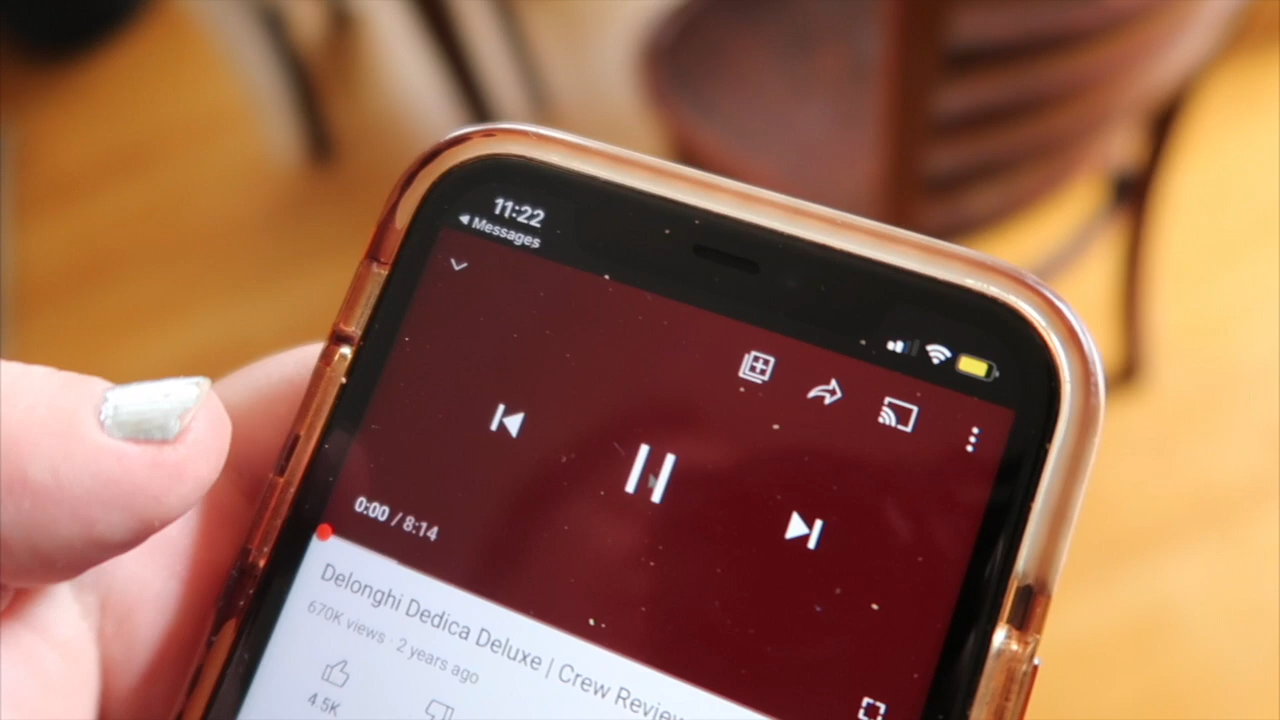 11:22
◀ Messages
0:00 / 8:14
Delonghi Dedica Deluxe | Crew Review
670K views · 2 years ago
4.5K